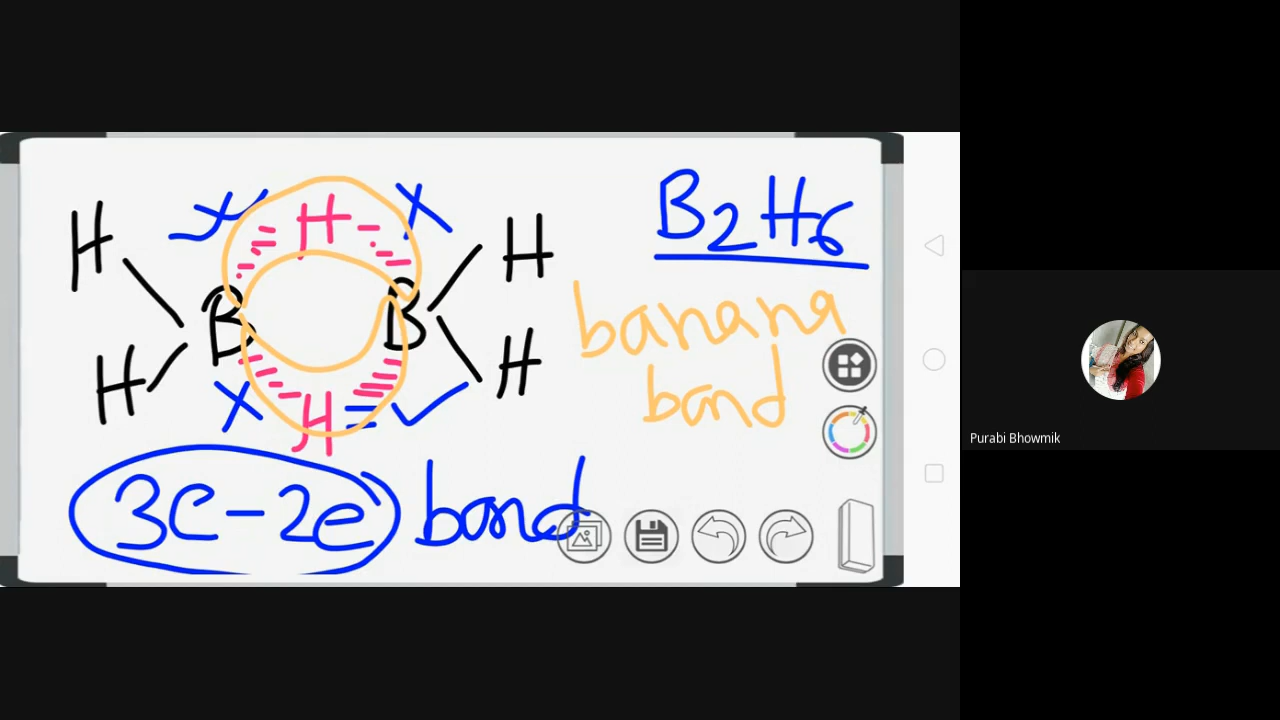 B2H6
H H H
B B
H H H
banana
bond
3c-2e bond
Purabi Bhowmik